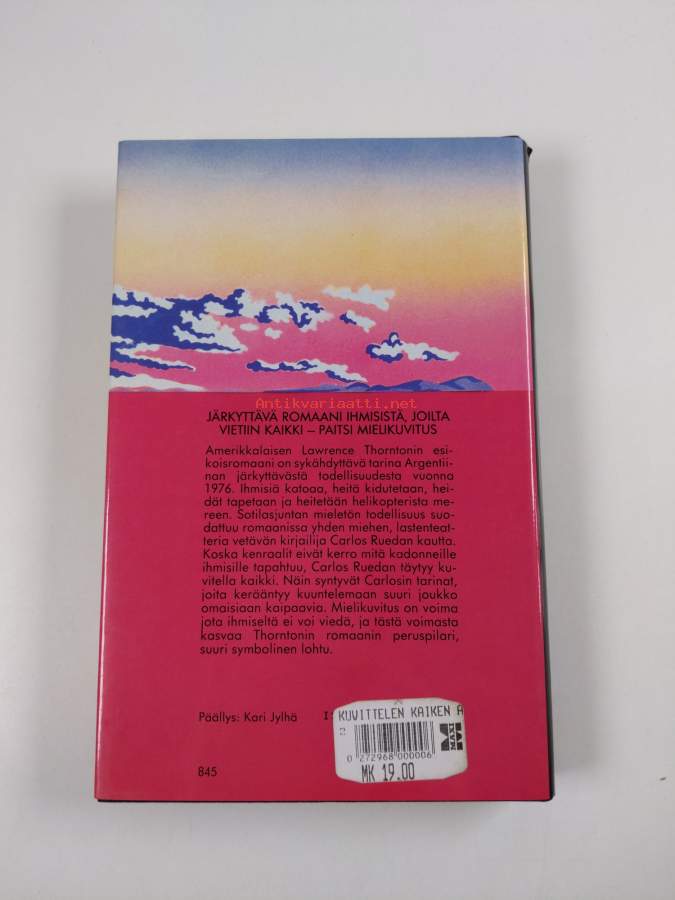 Antikvariaatti.net
JÄRKYTTÄVÄ ROMAANI IHMISISTÄ, JOILTA
VIETIIN KAIKKI – PAITSI MIELIKUVITUS
Amerikkalaisen Lawrence Thorntonin esi-
koisromaani on sykähdyttävä tarina Argentii-
nan järkyttävästä todellisuudesta vuonna
1976. Ihmisiä katoaa, heitä kidutetaan, hei-
dät tapetaan ja heitetään helikopterista me-
reen. Sotilasjuntan mieletön todellisuus suo-
dattuu romaanissa yhden miehen, lastenteat-
teria vetävän kirjailija Carlos Ruedan kautta.
Koska kenraalit eivät kerro mitä kadonneille
ihmisille tapahtuu, Carlos Ruedan täytyy ku-
vitella kaikki. Näin syntyvät Carlosin tarinat,
joita kerääntyy kuuntelemaan suuri joukko
omaisiaan kaipaavia. Mielikuvitus on voima
jota ihmiseltä ei voi viedä, ja tästä voimasta
kasvaa Thorntonin romaanin peruspilari,
suuri symbolinen lohtu.
Päällys: Kari Jylhä
KUVITTELEN KAIKEN A
MAXI
0 272968 000006
MK 19.00
845